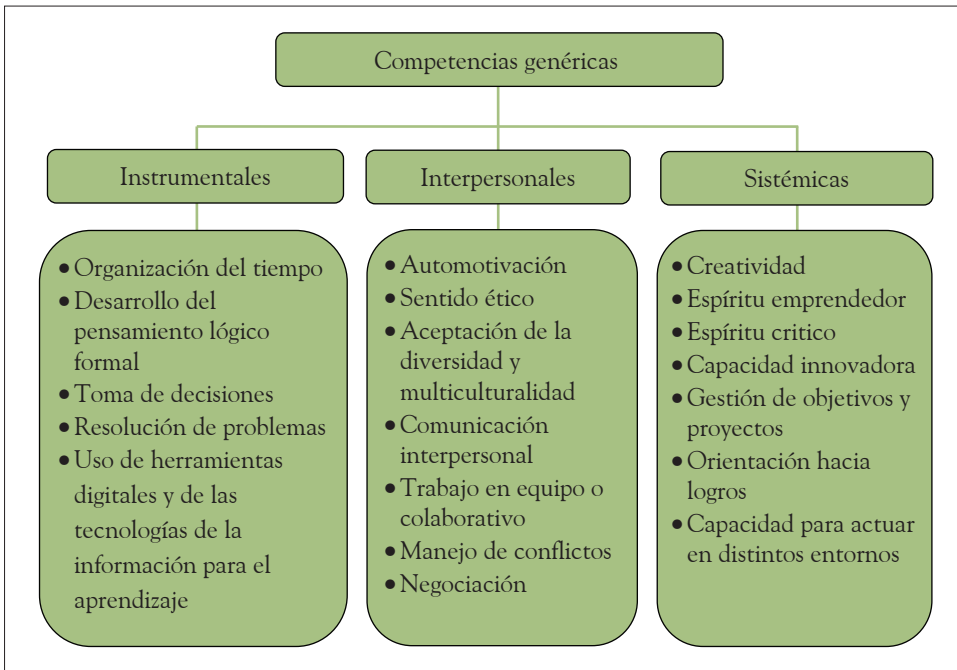 Competencias genéricas
Instrumentales
• Organización del tiempo
• Desarrollo del
pensamiento lógico
formal
• Toma de decisiones
• Resolución de problemas
• Uso de herramientas
digitales y de las
tecnologías de la
información para el
aprendizaje
Interpersonales
• Automotivación
• Sentido ético
• Aceptación de la
diversidad y
multiculturalidad
• Comunicación
interpersonal
• Trabajo en equipo o
colaborativo
• Manejo de conflictos
• Negociación
Sistémicas
• Creatividad
• Espíritu emprendedor
• Espíritu critico
• Capacidad innovadora
• Gestión de objetivos y
proyectos
• Orientación hacia
logros
• Capacidad para actuar
en distintos entornos